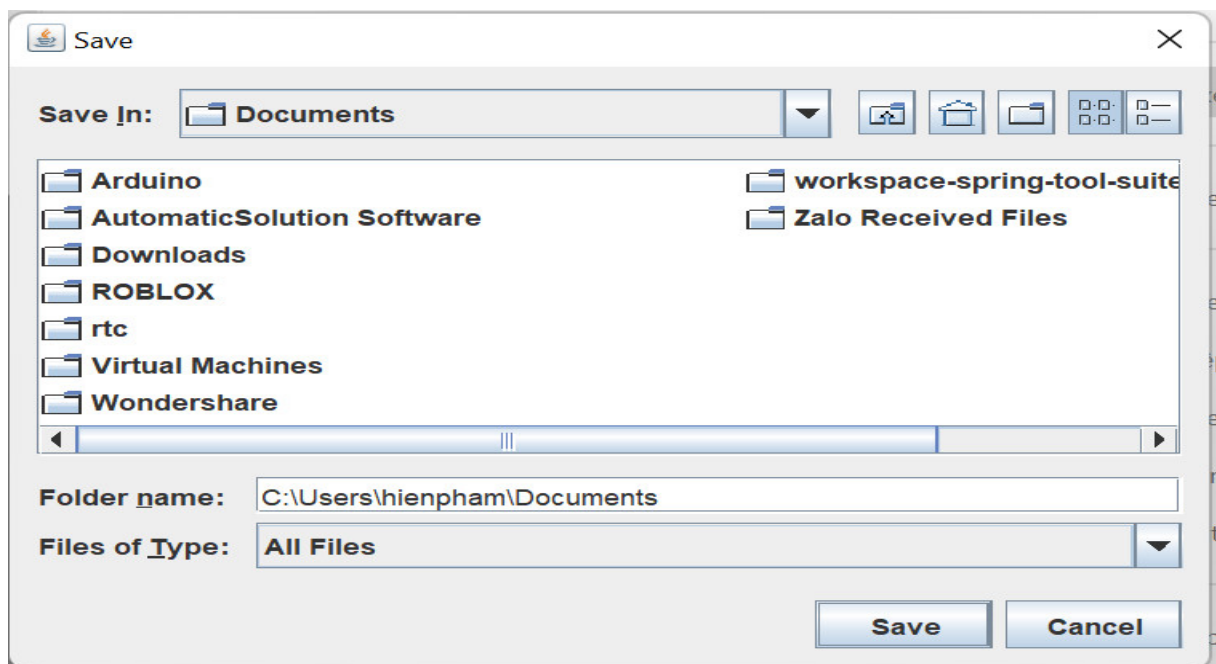 Save
Save In: Documents
Arduino
AutomaticSolution Software
Downloads
ROBLOX
rtc
Virtual Machines
Wondershare
workspace-spring-tool-suite
Zalo Received Files
Folder name: C:\Users\hienpham\Documents
Files of Type: All Files
Save Cancel